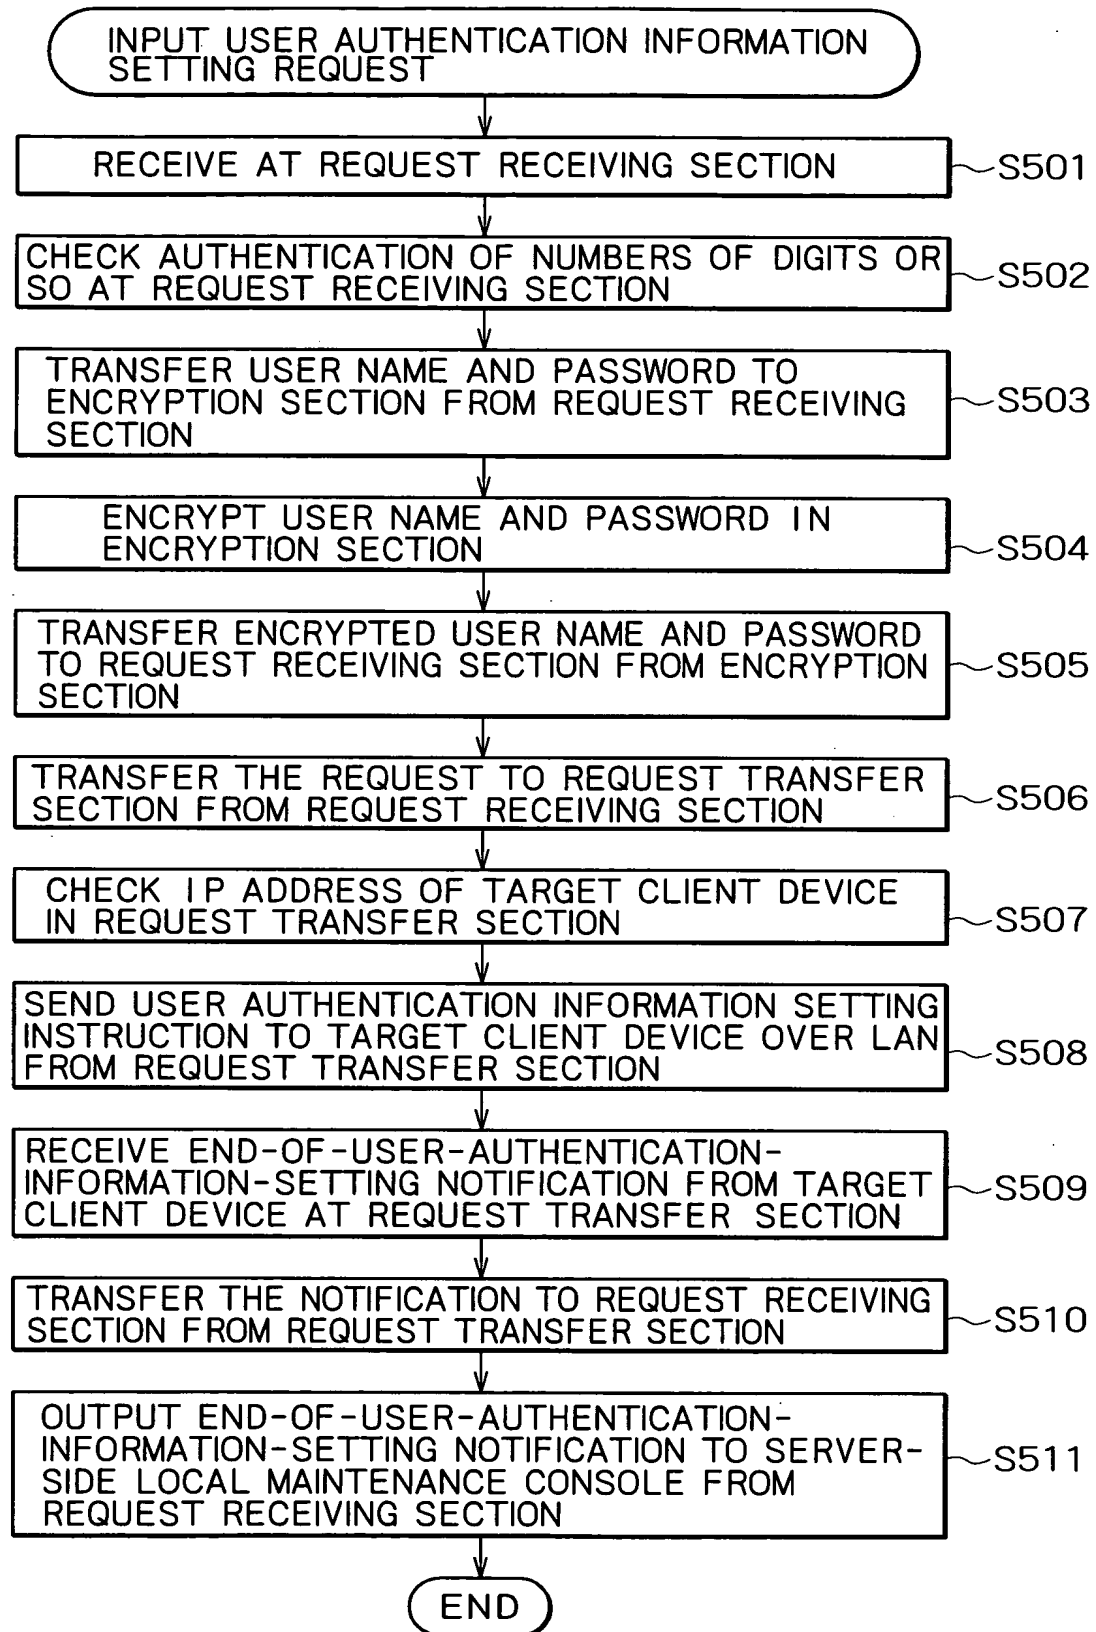 INPUT USER AUTHENTICATION INFORMATION
SETTING REQUEST
RECEIVE AT REQUEST RECEIVING SECTION
S501
CHECK AUTHENTICATION OF NUMBERS OF DIGITS OR
SO AT REQUEST RECEIVING SECTION
S502
TRANSFER USER NAME AND PASSWORD TO
ENCRYPTION SECTION FROM REQUEST RECEIVING
SECTION
S503
ENCRYPT USER NAME AND PASSWORD IN
ENCRYPTION SECTION
S504
TRANSFER ENCRYPTED USER NAME AND PASSWORD
TO REQUEST RECEIVING SECTION FROM ENCRYPTION
SECTION
S505
TRANSFER THE REQUEST TO REQUEST TRANSFER
SECTION FROM REQUEST RECEIVING SECTION
S506
CHECK IP ADDRESS OF TARGET CLIENT DEVICE
IN REQUEST TRANSFER SECTION
S507
SEND USER AUTHENTICATION INFORMATION SETTING
INSTRUCTION TO TARGET CLIENT DEVICE OVER LAN
FROM REQUEST TRANSFER SECTION
S508
RECEIVE END-OF-USER-AUTHENTICATION-
INFORMATION-SETTING NOTIFICATION FROM TARGET
CLIENT DEVICE AT REQUEST TRANSFER SECTION
S509
TRANSFER THE NOTIFICATION TO REQUEST RECEIVING
SECTION FROM REQUEST TRANSFER SECTION
S510
OUTPUT END-OF-USER-AUTHENTICATION-
INFORMATION-SETTING NOTIFICATION TO SERVER-
SIDE LOCAL MAINTENANCE CONSOLE FROM
REQUEST RECEIVING SECTION
S511
END